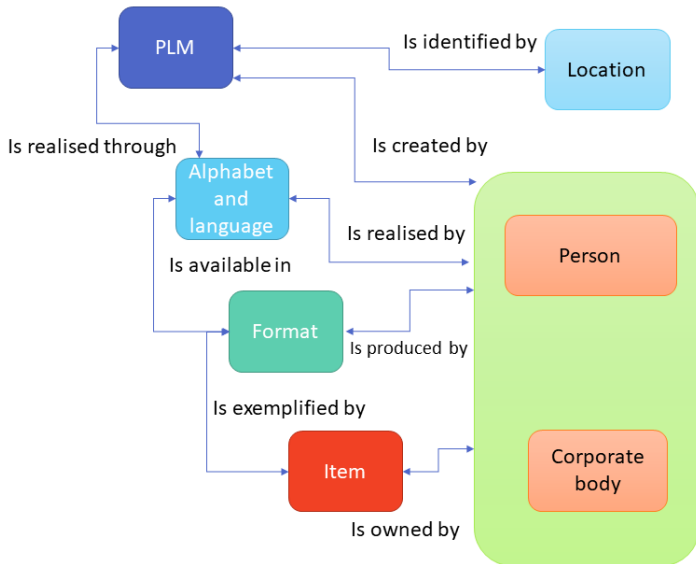 PLM
Is identified by
Location
Is realised through
Is created by
Alphabet
and
language
Is realised by
Person
Is available in
Format
Is produced by
Is exemplified by
Item
Corporate
body
Is owned by